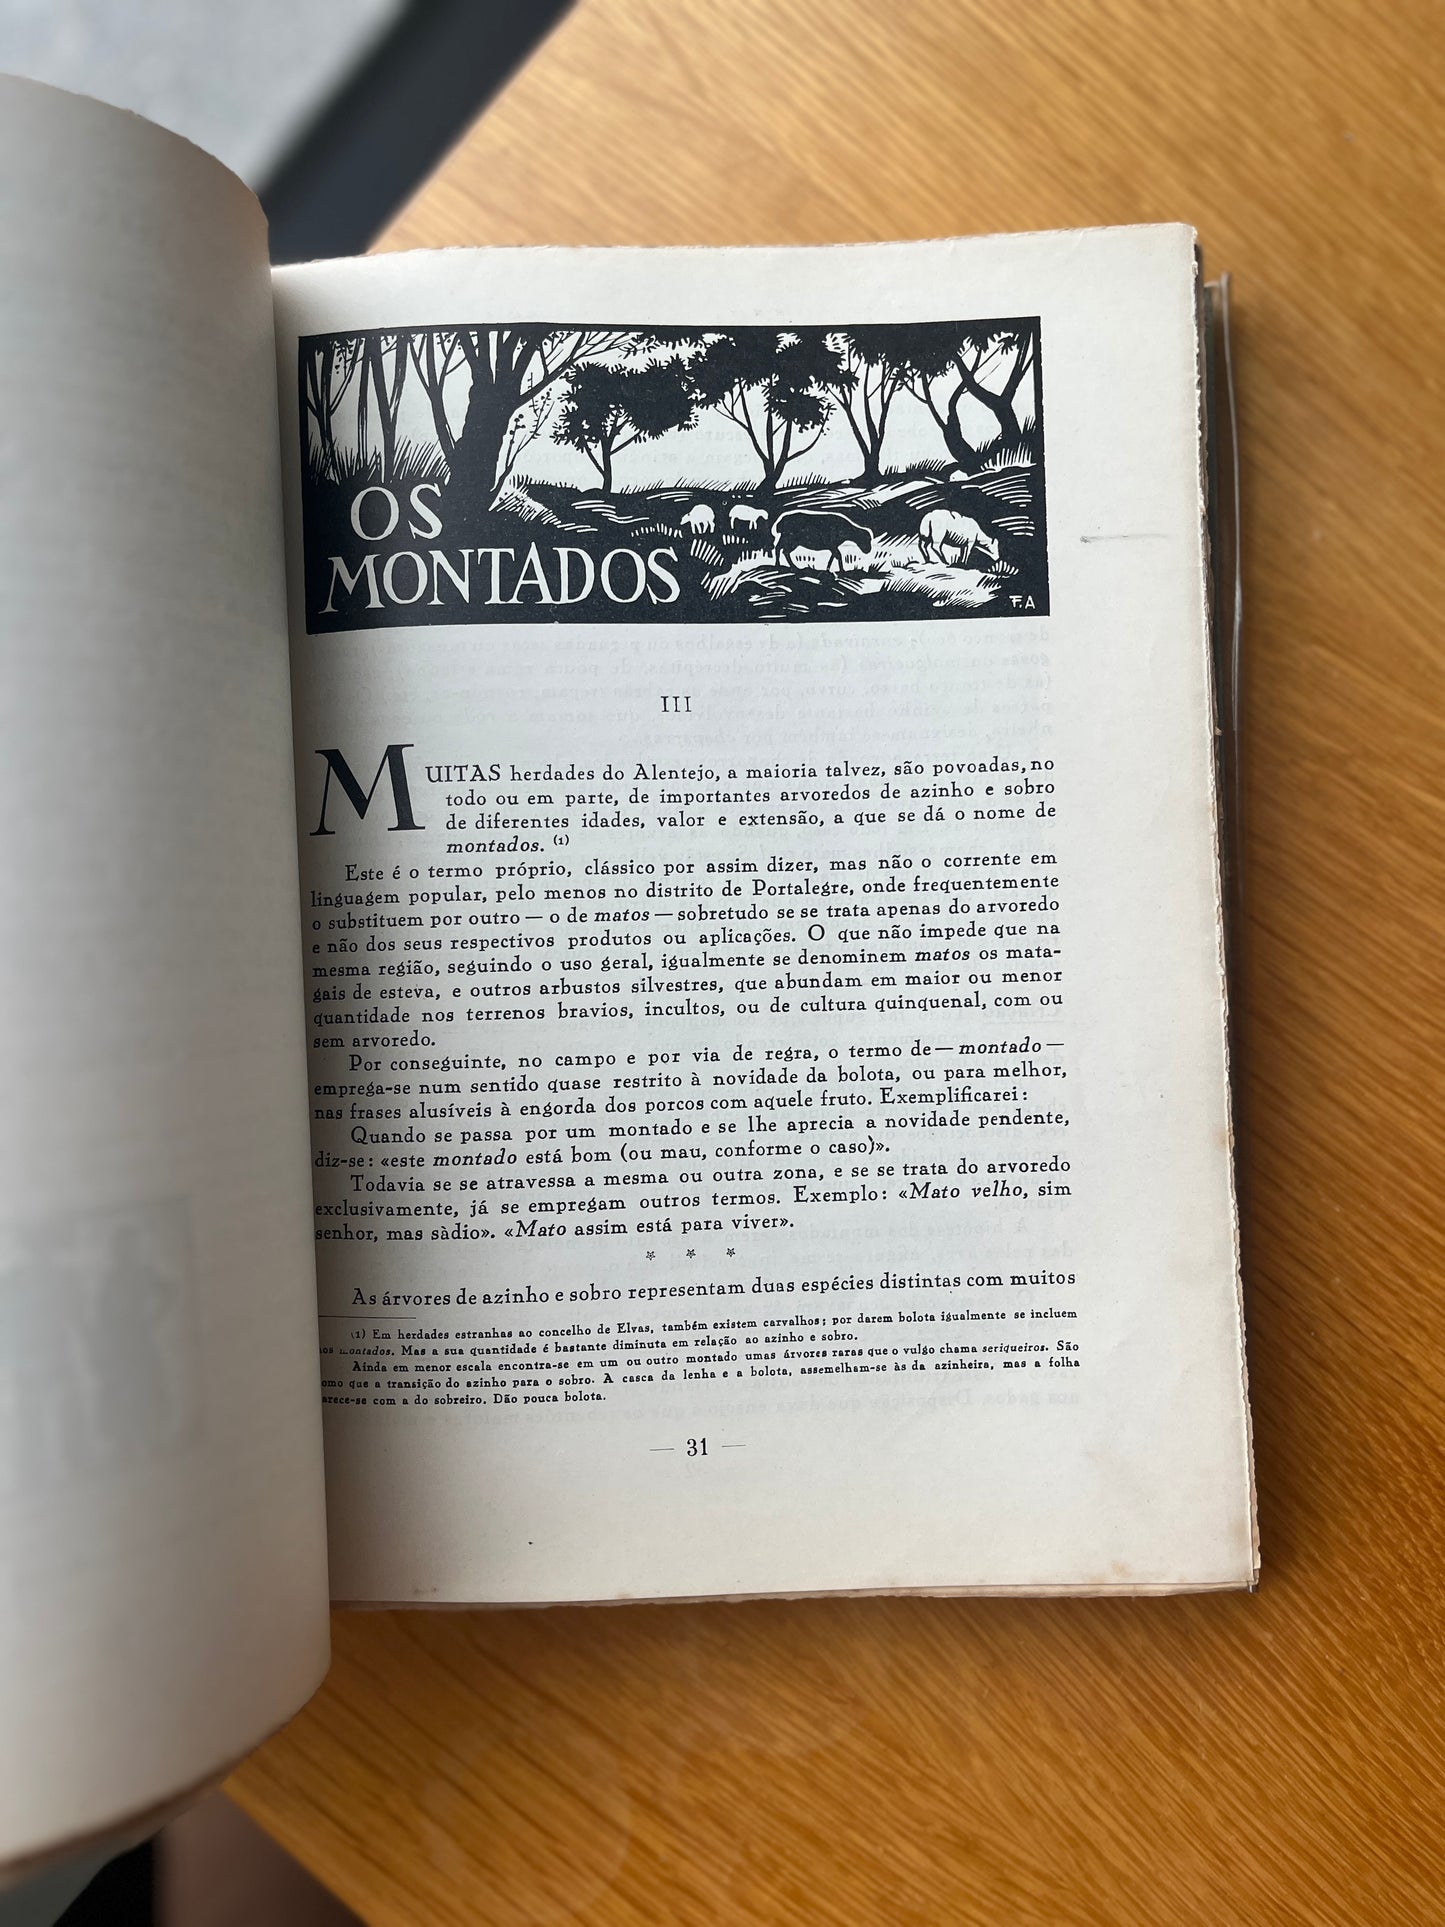 OS
MONTADOS
F.A
III
MUITAS herdades do Alentejo, a maioria talvez, são povoadas, no
todo ou em parte, de importantes arvoredos de azinho e sobro
de diferentes idades, valor e extensão, a que se dá o nome de
montados. (1)
Este é o termo próprio, clássico por assim dizer, mas não o corrente em
linguagem popular, pelo menos no distrito de Portalegre, onde frequentemente
o substituem por outro — o de matos — sobretudo se se trata apenas do arvoredo
e não dos seus respectivos produtos ou aplicações. O que não impede que na
mesma região, seguindo o uso geral, igualmente se denominem matos os mata-
gais de esteva, e outros arbustos silvestres, que abundam em maior ou menor
quantidade nos terrenos bravios, incultos, ou de cultura quinquenal, com ou
sem arvoredo.
Por conseguinte, no campo e por via de regra, o termo de — montado —
emprega-se num sentido quase restrito à novidade da bolota, ou para melhor,
nas frases alusíveis à engorda dos porcos com aquele fruto. Exemplificarei:
Quando se passa por um montado e se lhe aprecia a novidade pendente,
diz-se: «este montado está bom (ou mau, conforme o caso)».
Todavia se se atravessa a mesma ou outra zona, e se se trata do arvoredo
exclusivamente, já se empregam outros termos. Exemplo: «Mato velho, sim
senhor, mas sàdio». «Mato assim está para viver».
* * *
As árvores de azinho e sobro representam duas espécies distintas com muitos
(1) Em herdades estranhas ao concelho de Elvas, também existem carvalhos; por darem bolota igualmente se incluem
os montados. Mas a sua quantidade é bastante diminuta em relação ao azinho e sobro.
Ainda em menor escala encontra-se em um ou outro montado umas árvores raras que o vulgo chama seriqueiros. São
omo que a transição do azinho para o sobro. A casca da lenha e a bolota, assemelham-se às da azinheira, mas a folha
arece-se com a do sobreiro. Dão pouca bolota.
— 31 —